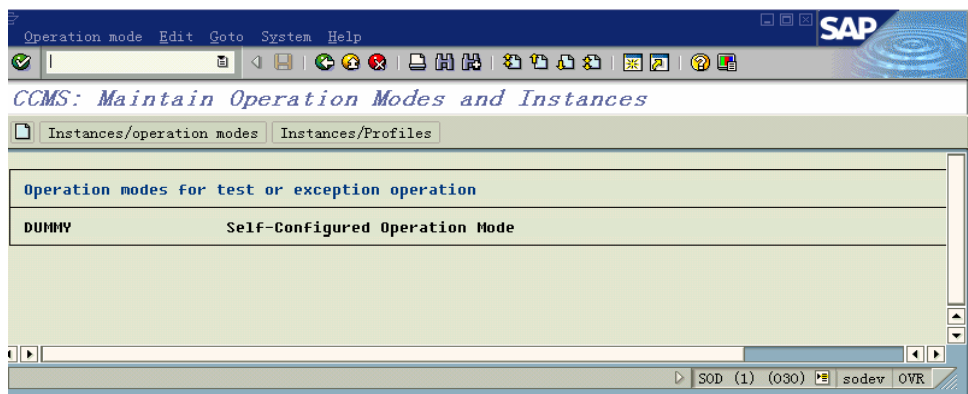 Operation mode Edit Goto System Help
SAP
CCMS: Maintain Operation Modes and Instances
Instances/operation modes Instances/Profiles
Operation modes for test or exception operation
DUMMY Self-Configured Operation Mode
SOD (1) (030) sodev OVR